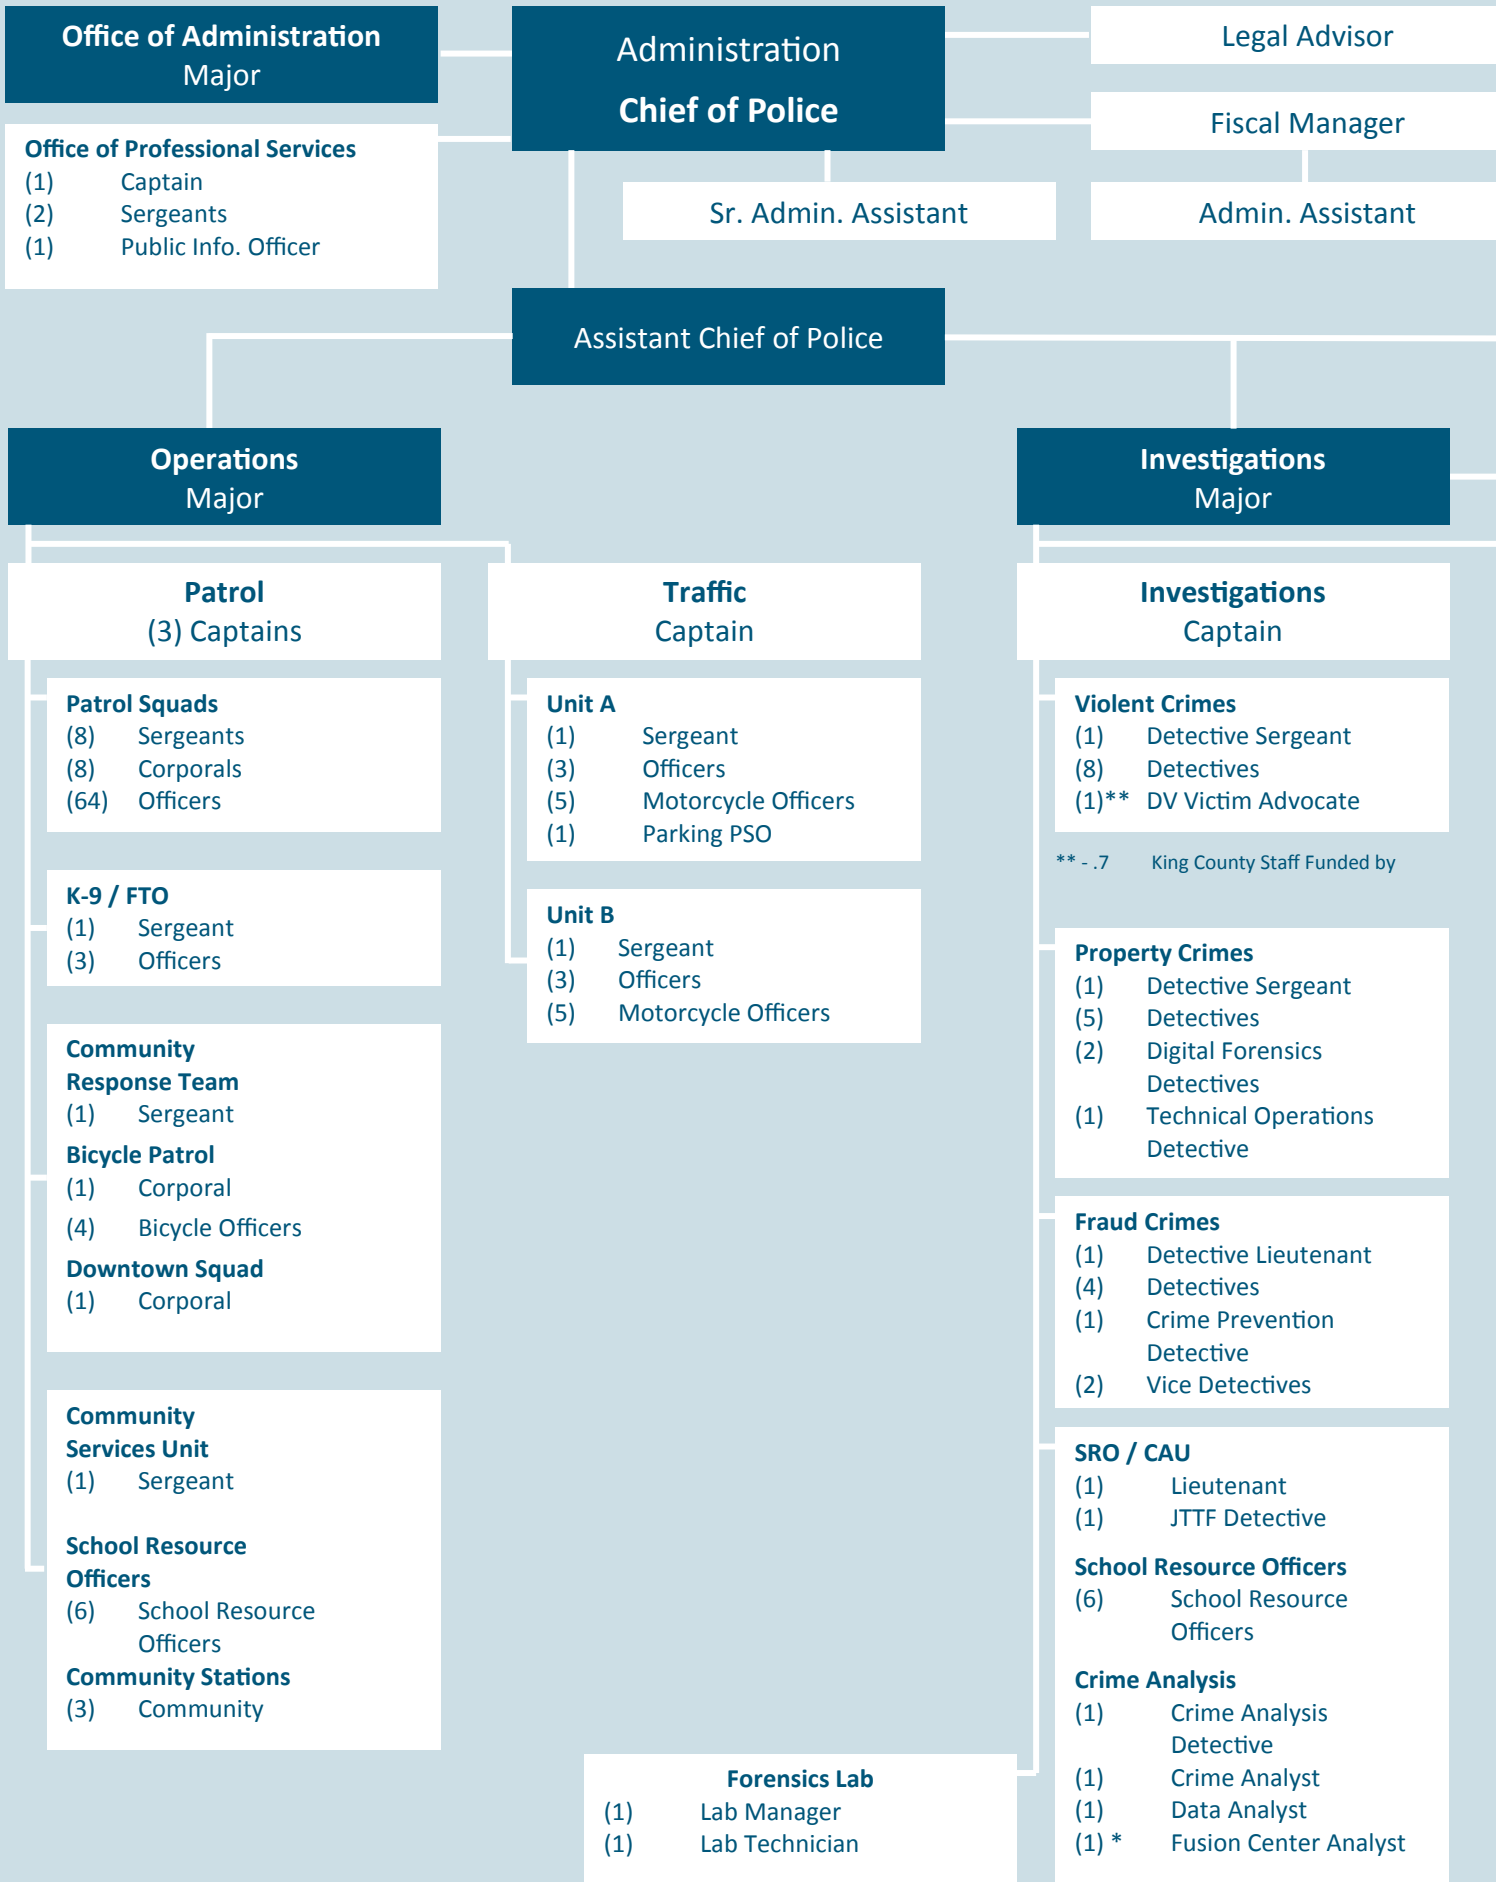 Office of Administration
Major
Administration
Chief of Police
Legal Advisor
Fiscal Manager
Office of Professional Services
(1) Captain
(2) Sergeants
(1) Public Info. Officer
Sr. Admin. Assistant
Admin. Assistant
Assistant Chief of Police
Operations
Major
Investigations
Major
Patrol
(3) Captains
Patrol Squads
(8) Sergeants
(8) Corporals
(64) Officers
K-9 / FTO
(1) Sergeant
(3) Officers
Community
Response Team
(1) Sergeant
Bicycle Patrol
(1) Corporal
(4) Bicycle Officers
Downtown Squad
(1) Corporal
Community
Services Unit
(1) Sergeant
School Resource
Officers
(6) School Resource
Officers
Community Stations
(3) Community
Traffic
Captain
Unit A
(1) Sergeant
(3) Officers
(5) Motorcycle Officers
(1) Parking PSO
Unit B
(1) Sergeant
(3) Officers
(5) Motorcycle Officers
Investigations
Captain
Violent Crimes
(1) Detective Sergeant
(8) Detectives
(1)** DV Victim Advocate
** - .7 King County Staff Funded by
Property Crimes
(1) Detective Sergeant
(5) Detectives
(2) Digital Forensics
Detectives
(1) Technical Operations
Detective
Fraud Crimes
(1) Detective Lieutenant
(4) Detectives
(1) Crime Prevention
Detective
(2) Vice Detectives
SRO / CAU
(1) Lieutenant
(1) JTTF Detective
School Resource Officers
(6) School Resource
Officers
Crime Analysis
(1) Crime Analysis
Detective
(1) Crime Analyst
(1) Data Analyst
(1) * Fusion Center Analyst
Forensics Lab
(1) Lab Manager
(1) Lab Technician